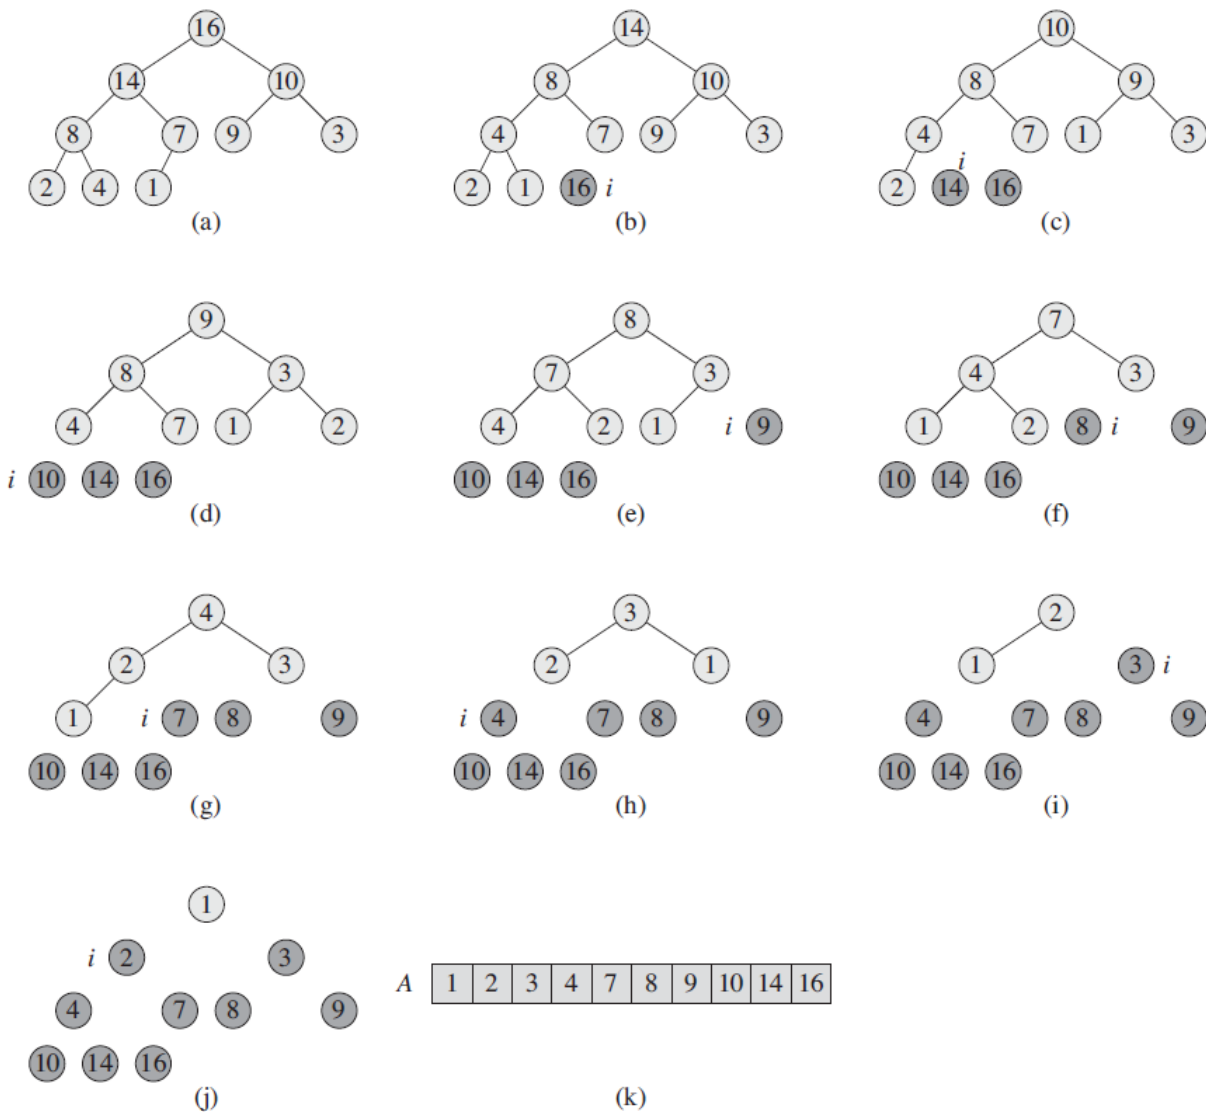 16 14 10
14 10 8 10 8 9
8 7 9 3 4 7 9 3 4 7 1 3
2 4 1 2 1 16 i 2 i 14 16
(a) (b) (c)
9 8 7
8 3 7 3 4 3
4 7 1 2 4 2 1 i 9 1 2 8 i 9
i 10 14 16 10 14 16 10 14 16
(d) (e) (f)
4 3 2
2 3 2 1 1 3 i
1 i 7 8 9 i 4 7 8 9 4 7 8 9
10 14 16 10 14 16 10 14 16
(g) (h) (i)
1
i 2 3
4 7 8 9
10 14 16
(j)
A 1 2 3 4 7 8 9 10 14 16
(k)